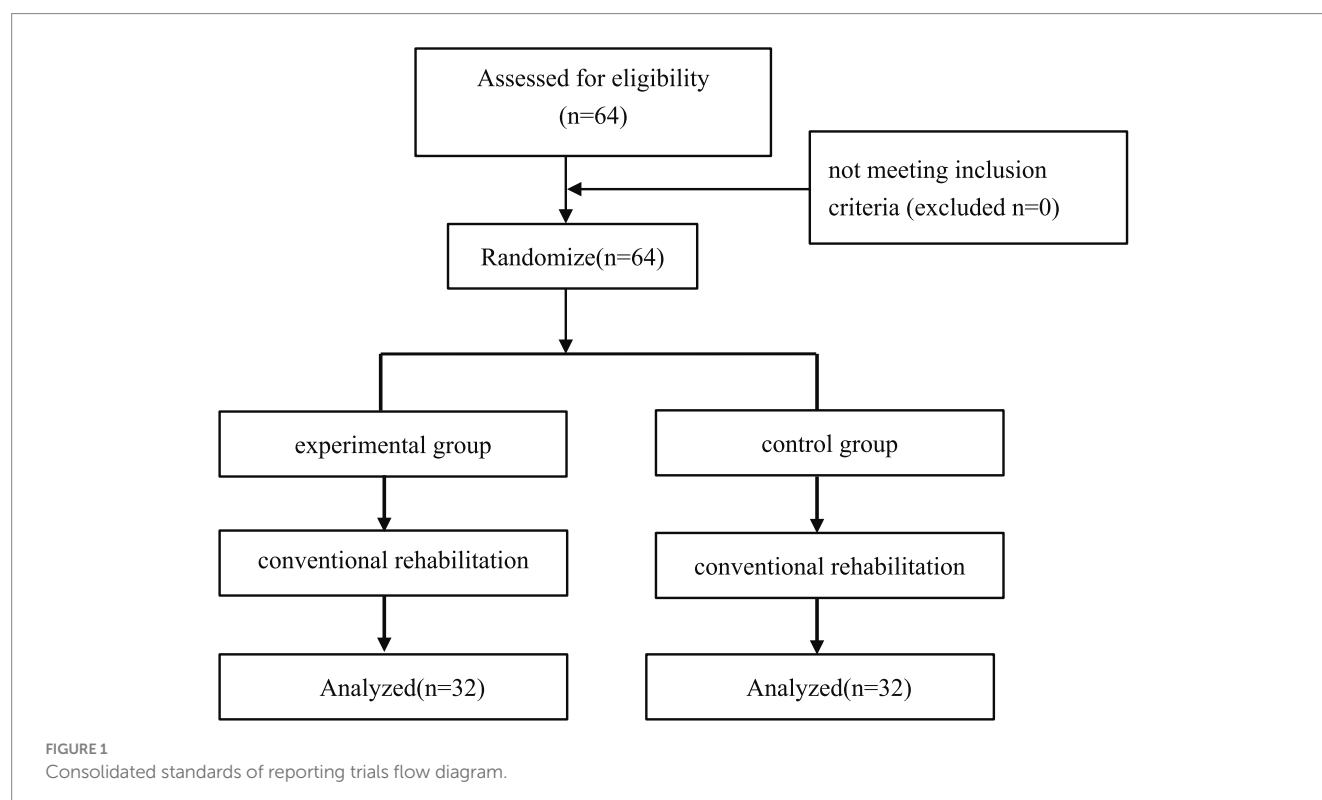 Assessed for eligibility
(n=64)
not meeting inclusion
criteria (excluded n=0)
Randomize(n=64)
experimental group
control group
conventional rehabilitation
conventional rehabilitation
Analyzed(n=32)
Analyzed(n=32)
FIGURE 1
Consolidated standards of reporting trials flow diagram.